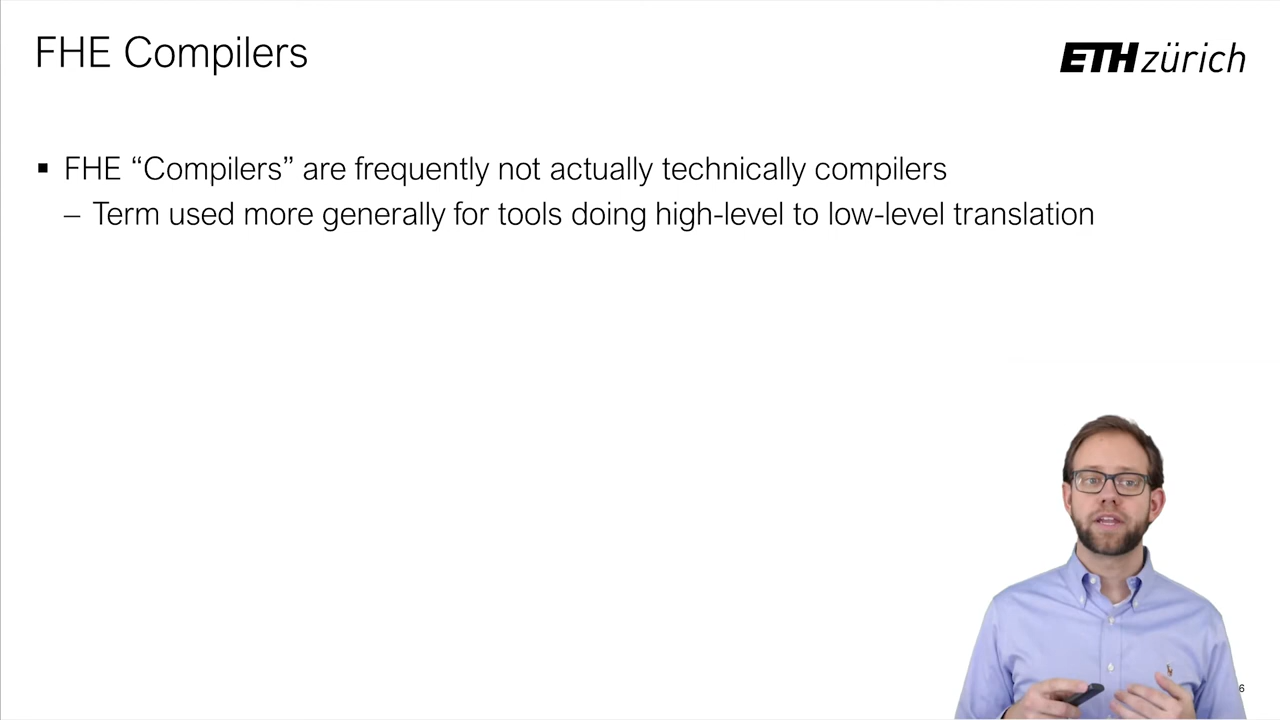 FHE Compilers
ETH zürich
▪ FHE “Compilers” are frequently not actually technically compilers
– Term used more generally for tools doing high-level to low-level translation
6